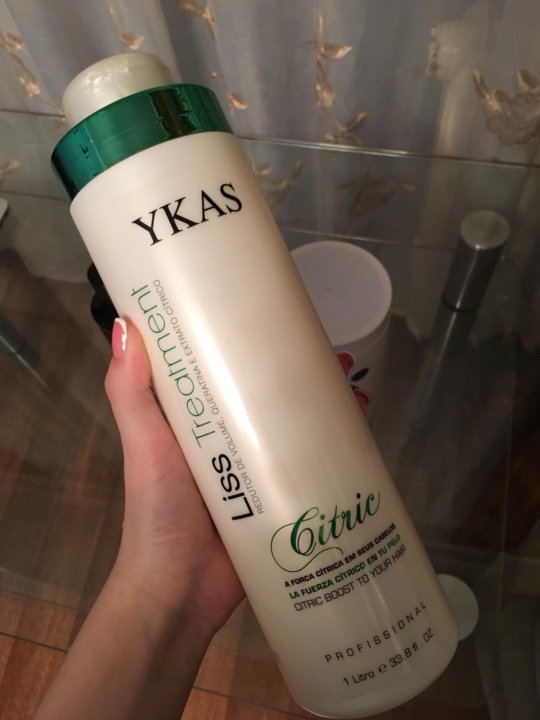 YKAS
Liss Treatment
REDUTOR DE VOLUME, QUERATINA E EXTRATO CÍTRICO
Citric
A FORÇA CÍTRICA EM SEUS CABELOS
LA FUERZA CÍTRICO EN TU PELO
CITRIC BOOST TO YOUR HAIR
PROFISSIONAL
1 Litro e 33.8 fl. oz